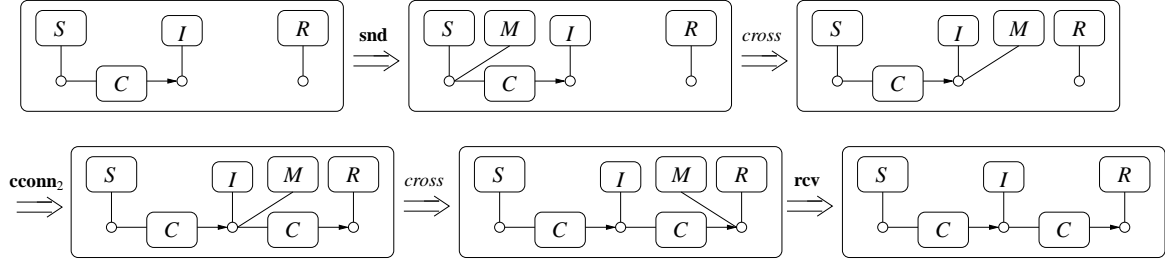 S I R snd S M I R cross S I M R
C C C
cconn₂ S I M R cross S I M R rcv S I R
C C C C C C